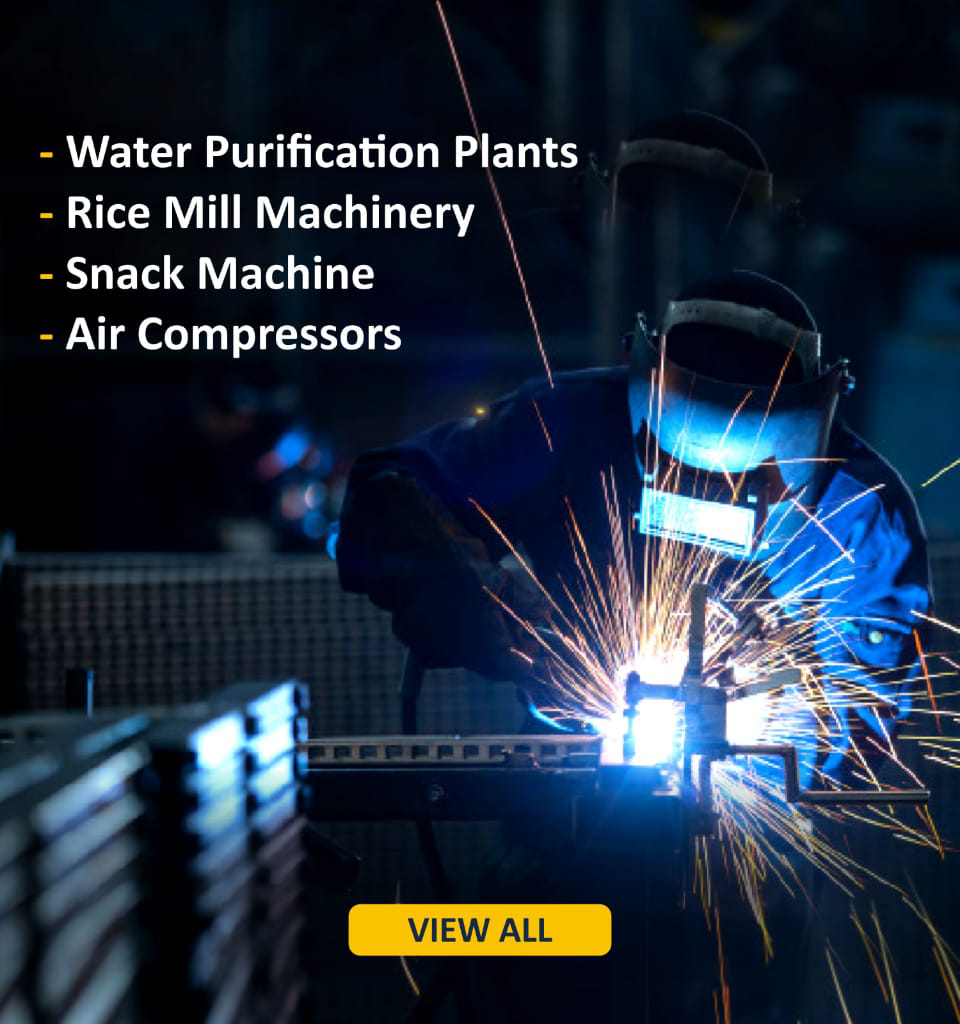 - Water Purification Plants
- Rice Mill Machinery
- Snack Machine
- Air Compressors
VIEW ALL